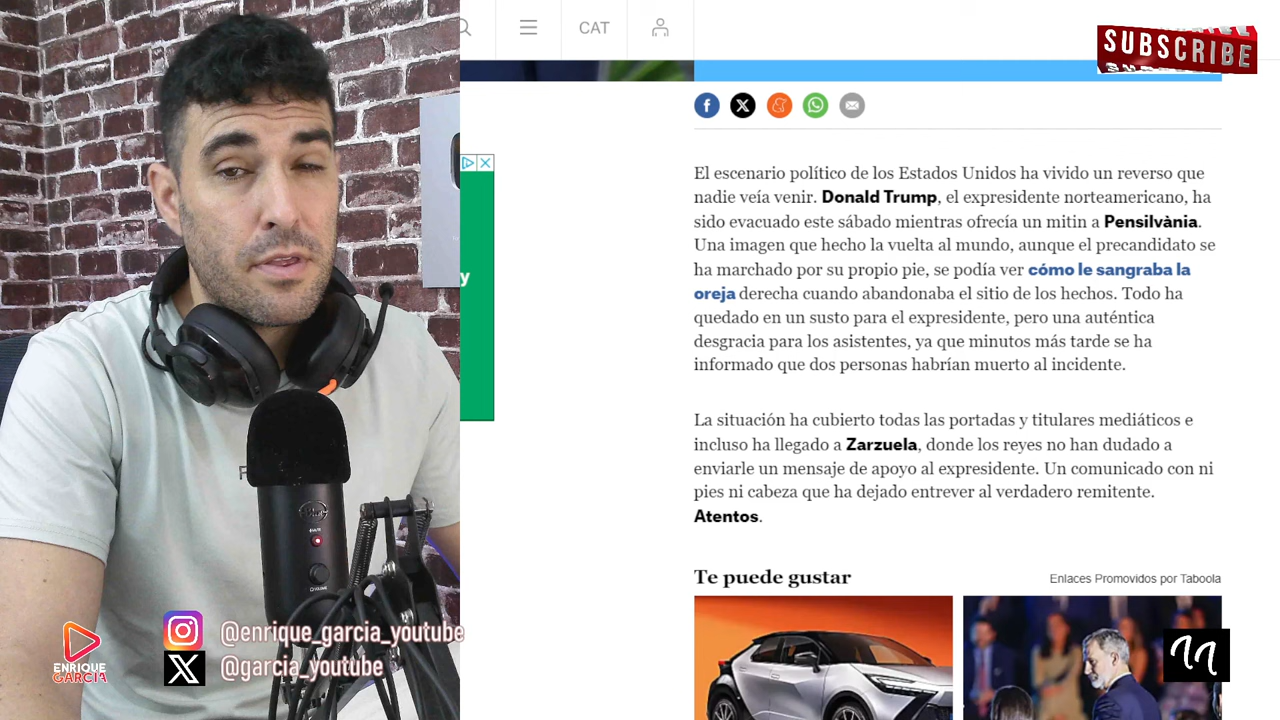 CAT
SUBSCRIBE
El escenario político de los Estados Unidos ha vivido un reverso que
nadie veía venir. Donald Trump, el expresidente norteamericano, ha
sido evacuado este sábado mientras ofrecía un mitin a Pensilvània.
Una imagen que hecho la vuelta al mundo, aunque el precandidato se
ha marchado por su propio pie, se podía ver cómo le sangraba la
oreja derecha cuando abandonaba el sitio de los hechos. Todo ha
quedado en un susto para el expresidente, pero una auténtica
desgracia para los asistentes, ya que minutos más tarde se ha
informado que dos personas habrían muerto al incidente.
La situación ha cubierto todas las portadas y titulares mediáticos e
incluso ha llegado a Zarzuela, donde los reyes no han dudado a
enviarle un mensaje de apoyo al expresidente. Un comunicado con ni
pies ni cabeza que ha dejado entrever al verdadero remitente.
Atentos.
Te puede gustar
Enlaces Promovidos por Taboola
y
@enrique_garcia_youtube
@garcia_youtube
ENRIQUE
GARCIA